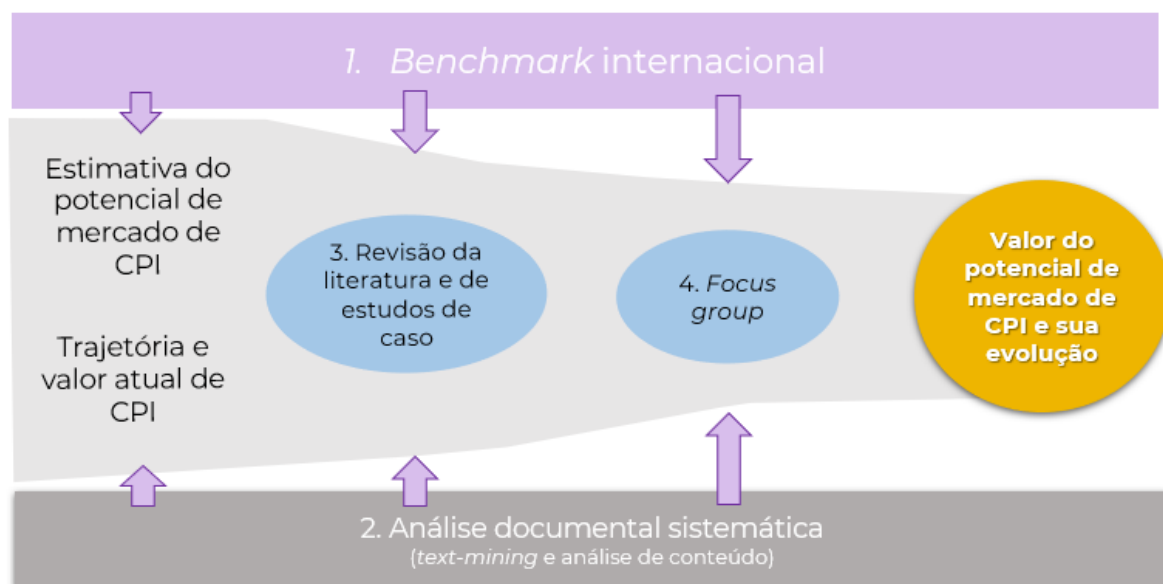 1. Benchmark internacional
Estimativa do
potencial de
mercado de
CPI
Trajetória e
valor atual de
CPI
3. Revisão da
literatura e de
estudos de
caso
4. Focus
group
Valor do
potencial de
mercado de
CPI e sua
evolução
2. Análise documental sistemática
(text-mining e análise de conteúdo)